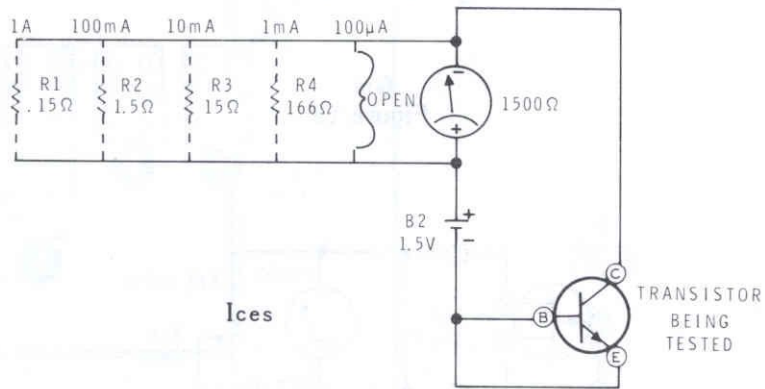 1A 100mA 10mA 1mA 100µA
R1 R2 R3 R4 OPEN
.15Ω 1.5Ω 15Ω 166Ω
-
1500Ω
+
B2 +
1.5V -
Ices
C
B
E
TRANSISTOR
BEING
TESTED